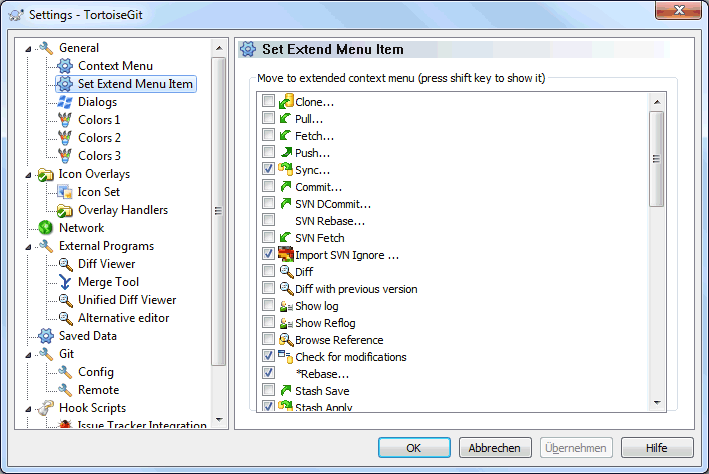 Settings - TortoiseGit
General
Context Menu
Set Extend Menu Item
Dialogs
Colors 1
Colors 2
Colors 3
Icon Overlays
Icon Set
Overlay Handlers
Network
External Programs
Diff Viewer
Merge Tool
Unified Diff Viewer
Alternative editor
Saved Data
Git
Config
Remote
Hook Scripts
Issue Tracker Integration
Set Extend Menu Item
Move to extended context menu (press shift key to show it)
Clone...
Pull...
Fetch...
Push...
Sync...
Commit...
SVN DCommit...
SVN Rebase...
SVN Fetch
Import SVN Ignore ...
Diff
Diff with previous version
Show log
Show Reflog
Browse Reference
Check for modifications
*Rebase...
Stash Save
Stash Apply
OK
Abbrechen
Übernehmen
Hilfe